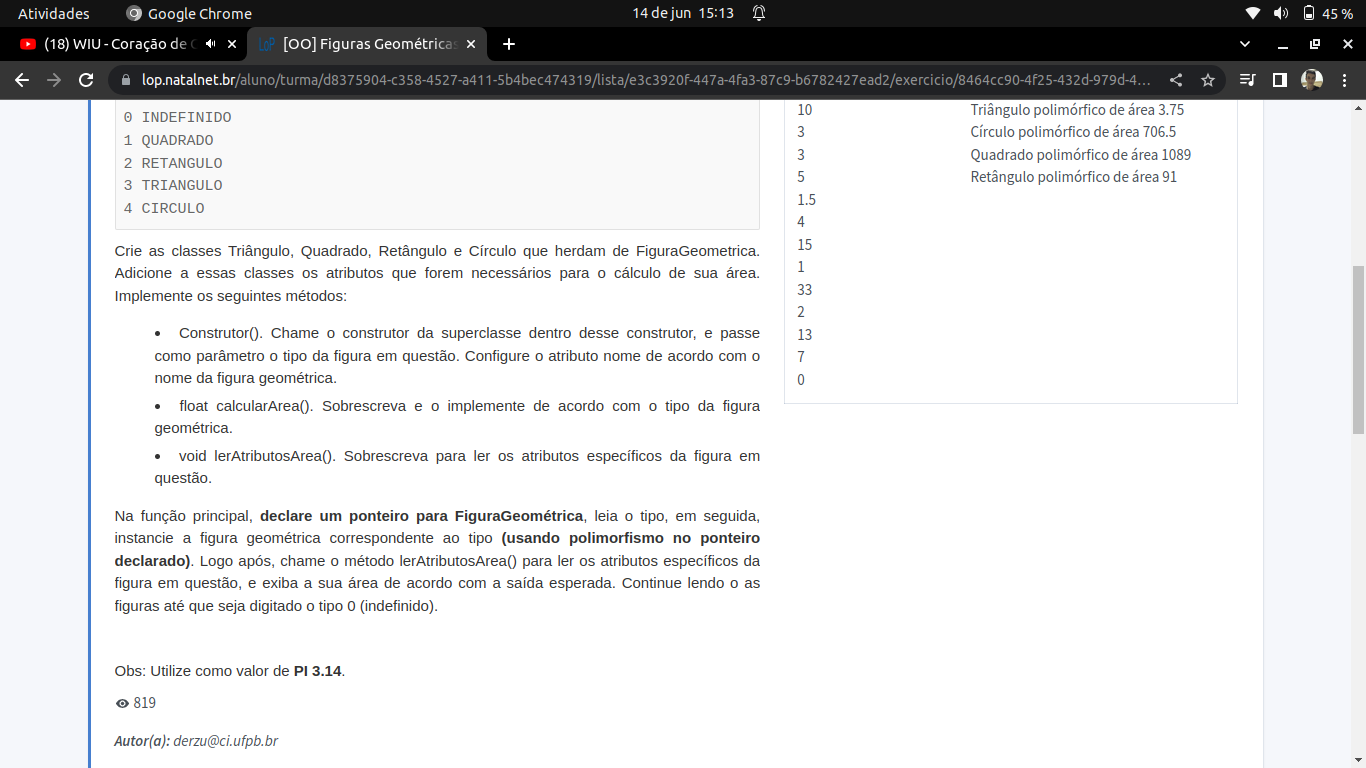 Atividades
Google Chrome
14 de jun 15:13
45 %
(18) WIU - Coração de
[OO] Figuras Geométricas
lop.natalnet.br/aluno/turma/d8375904-c358-4527-a411-5b4bec474319/lista/e3c3920f-447a-4fa3-87c9-b6782427ead2/exercicio/8464cc90-4f25-432d-979d-4...
0 INDEFINIDO
1 QUADRADO
2 RETANGULO
3 TRIANGULO
4 CIRCULO
Crie as classes Triângulo, Quadrado, Retângulo e Círculo que herdam de FiguraGeometrica.
Adicione a essas classes os atributos que forem necessários para o cálculo de sua área.
Implemente os seguintes métodos:
• Construtor(). Chame o construtor da superclasse dentro desse construtor, e passe
como parâmetro o tipo da figura em questão. Configure o atributo nome de acordo com o
nome da figura geométrica.
• float calcularArea(). Sobrescreva e o implemente de acordo com o tipo da figura
geométrica.
• void lerAtributosArea(). Sobrescreva para ler os atributos específicos da figura em
questão.
Na função principal, declare um ponteiro para FiguraGeométrica, leia o tipo, em seguida,
instancie a figura geométrica correspondente ao tipo (usando polimorfismo no ponteiro
declarado). Logo após, chame o método lerAtributosArea() para ler os atributos específicos da
figura em questão, e exiba a sua área de acordo com a saída esperada. Continue lendo o as
figuras até que seja digitado o tipo 0 (indefinido).
Obs: Utilize como valor de PI 3.14.
819
Autor(a): derzu@ci.ufpb.br
10
3
3
5
1.5
4
15
1
33
2
13
7
0
Triângulo polimórfico de área 3.75
Círculo polimórfico de área 706.5
Quadrado polimórfico de área 1089
Retângulo polimórfico de área 91